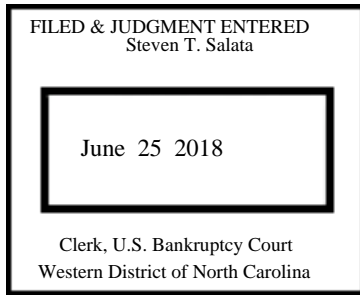 FILED & JUDGMENT ENTERED
Steven T. Salata
June 25 2018
Clerk, U.S. Bankruptcy Court
Western District of North Carolina